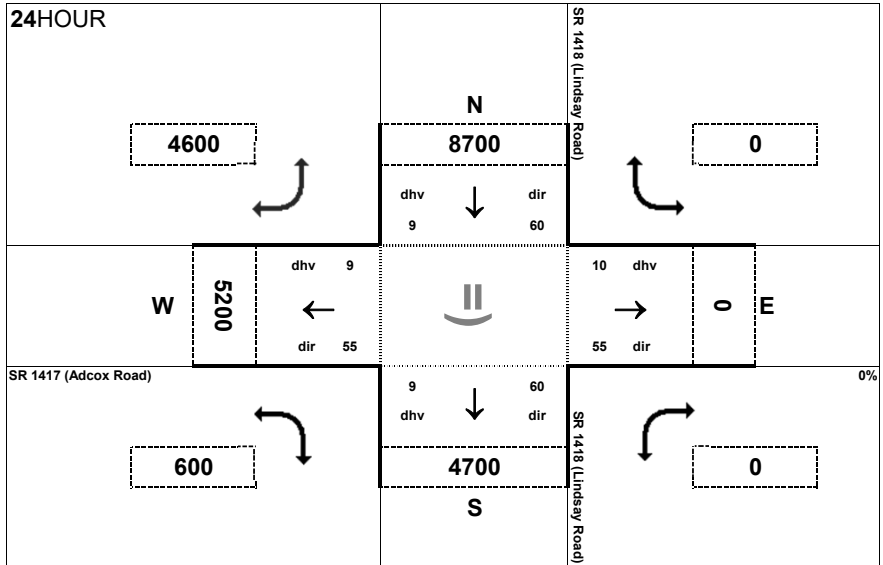 24HOUR
SR 1418 (Lindsay Road)
N
4600
8700
0
dhv
dir
9
60
dhv 9
10 dhv
W
5200
0
E
dir 55
55 dir
SR 1417 (Adcox Road)
0%
9
60
dhv
dir
600
4700
0
S
SR 1418 (Lindsay Road)